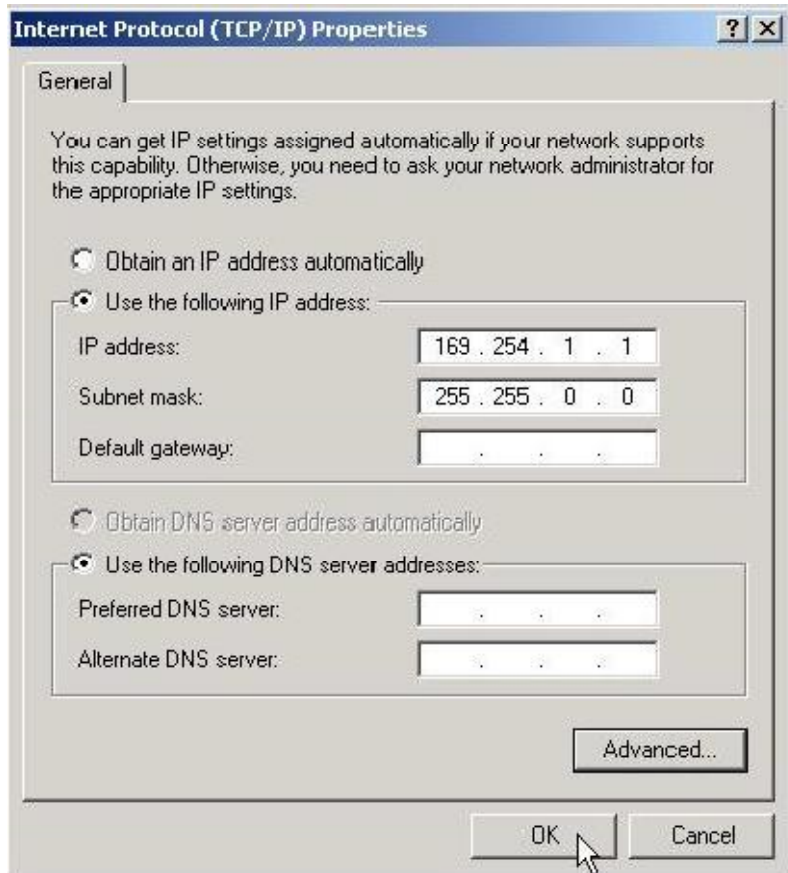 Internet Protocol (TCP/IP) Properties
General
You can get IP settings assigned automatically if your network supports
this capability. Otherwise, you need to ask your network administrator for
the appropriate IP settings.
Obtain an IP address automatically
Use the following IP address:
IP address: 169 . 254 . 1 . 1
Subnet mask: 255 . 255 . 0 . 0
Default gateway: . . .
Obtain DNS server address automatically
Use the following DNS server addresses:
Preferred DNS server: . . .
Alternate DNS server: . . .
Advanced...
OK Cancel